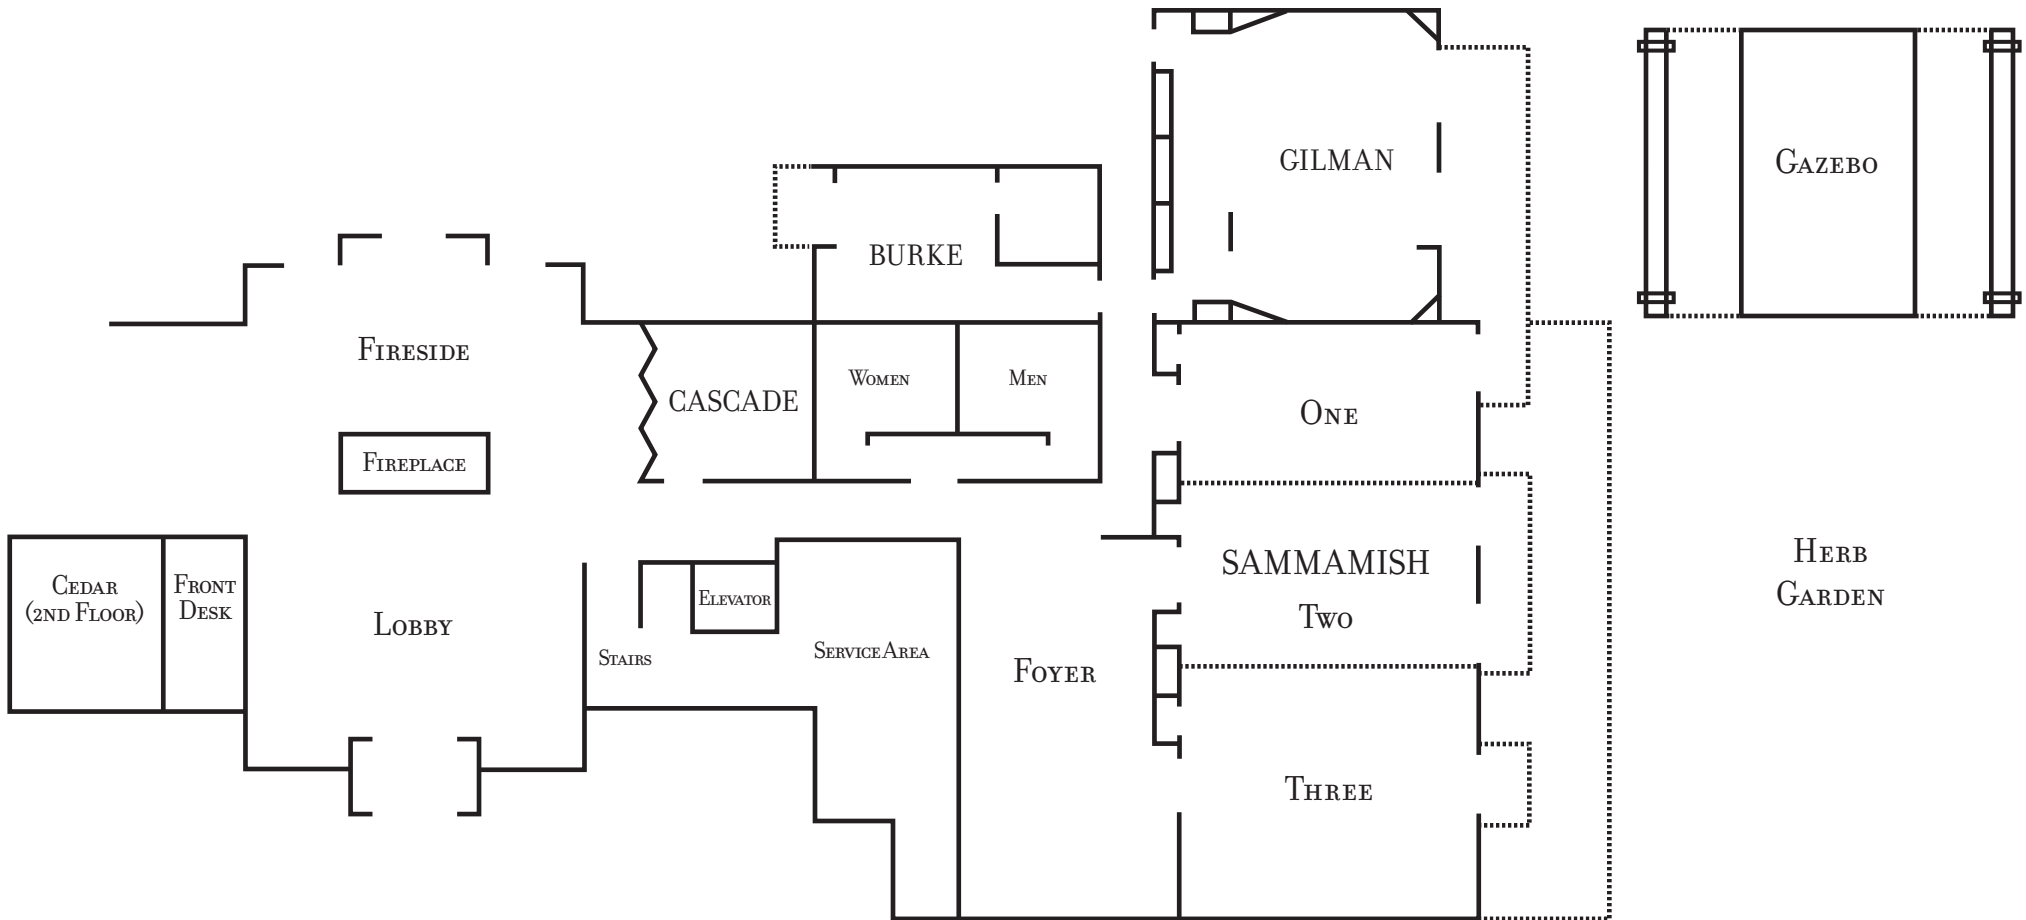 GILMAN
Gazebo
BURKE
Fireside
Women
Men
CASCADE
One
Fireplace
Herb
Garden
SAMMAMISH
Two
Cedar
(2nd Floor)
Front
Desk
Elevator
Lobby
Stairs
Service Area
Foyer
Three